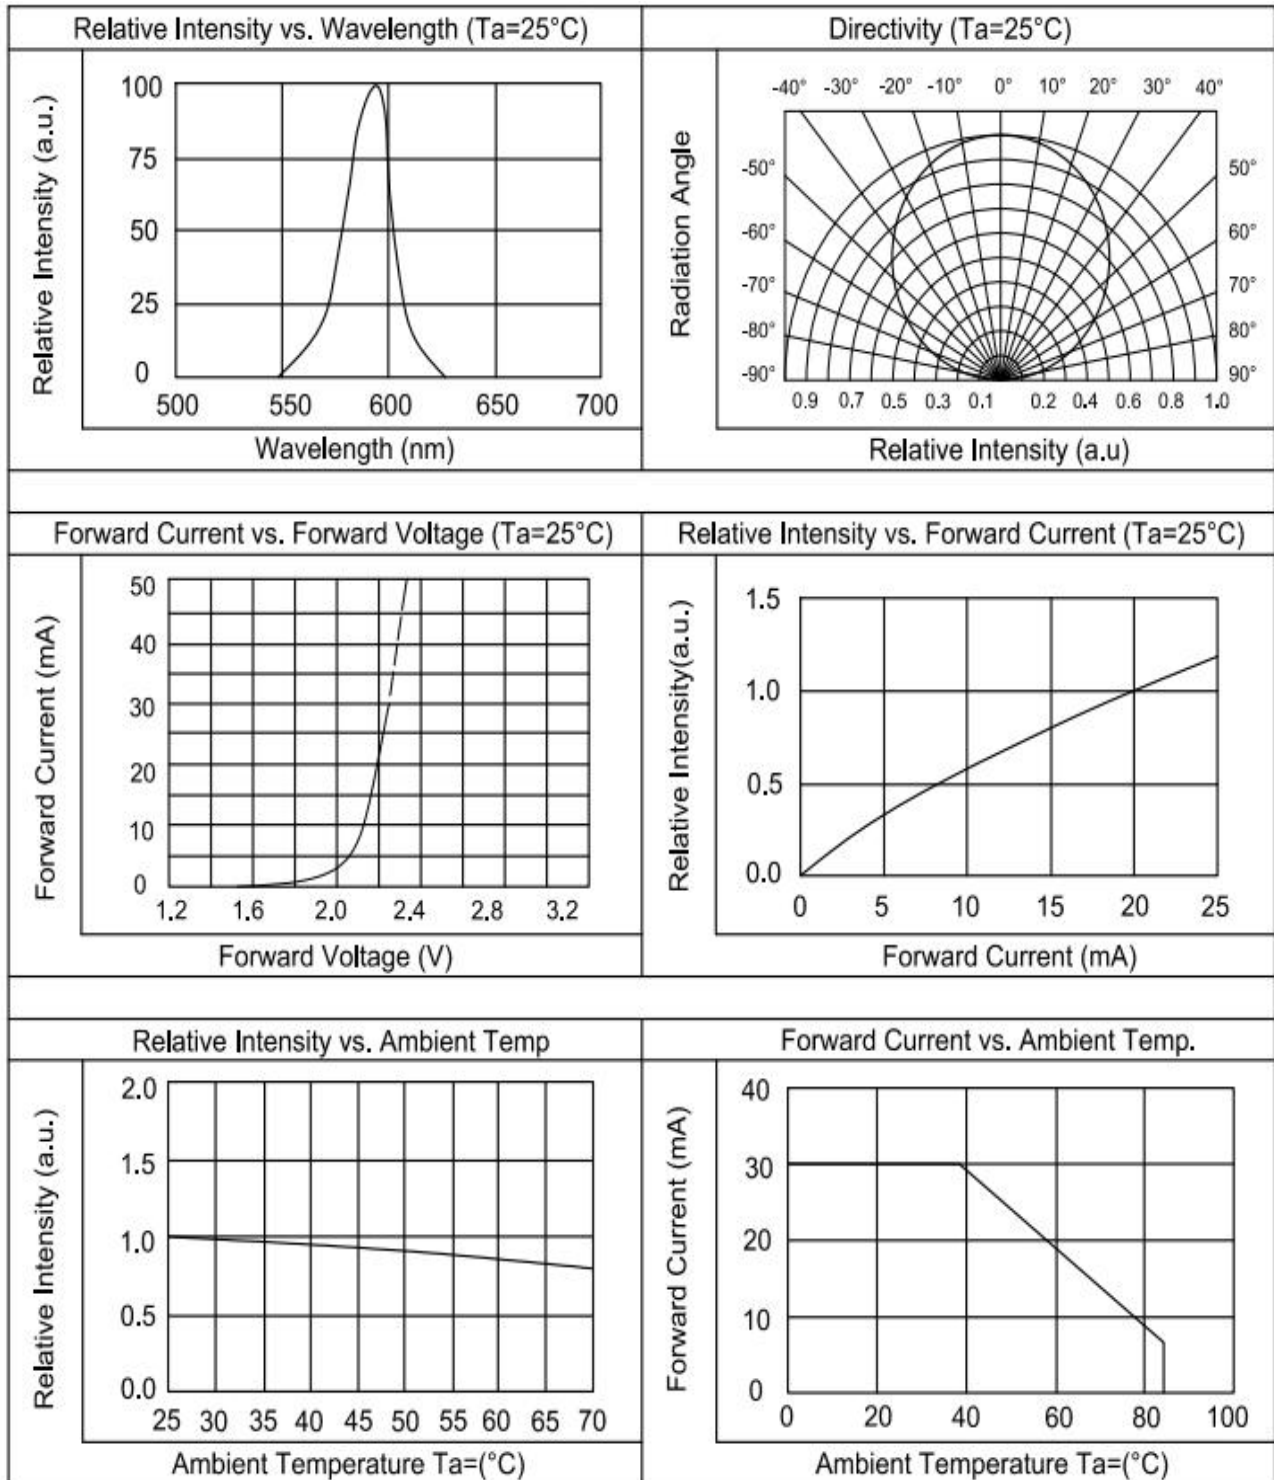 Relative Intensity vs. Wavelength (Ta=25°C)
Relative Intensity (a.u.)
100
75
50
25
0
500 550 600 650 700
Wavelength (nm)
Directivity (Ta=25°C)
Radiation Angle
-40° -30° -20° -10° 0° 10° 20° 30° 40°
-50° 50°
-60° 60°
-70° 70°
-80° 80°
-90° 90°
0.9 0.7 0.5 0.3 0.1 0.2 0.4 0.6 0.8 1.0
Relative Intensity (a.u)
Forward Current vs. Forward Voltage (Ta=25°C)
Forward Current (mA)
50
40
30
20
10
0
1.2 1.6 2.0 2.4 2.8 3.2
Forward Voltage (V)
Relative Intensity vs. Forward Current (Ta=25°C)
Relative Intensity(a.u.)
1.5
1.0
0.5
0.0
0 5 10 15 20 25
Forward Current (mA)
Relative Intensity vs. Ambient Temp
Relative Intensity (a.u.)
2.0
1.5
1.0
0.5
0.0
25 30 35 40 45 50 55 60 65 70
Ambient Temperature Ta=(°C)
Forward Current vs. Ambient Temp.
Forward Current (mA)
40
30
20
10
0
0 20 40 60 80 100
Ambient Temperature Ta=(°C)